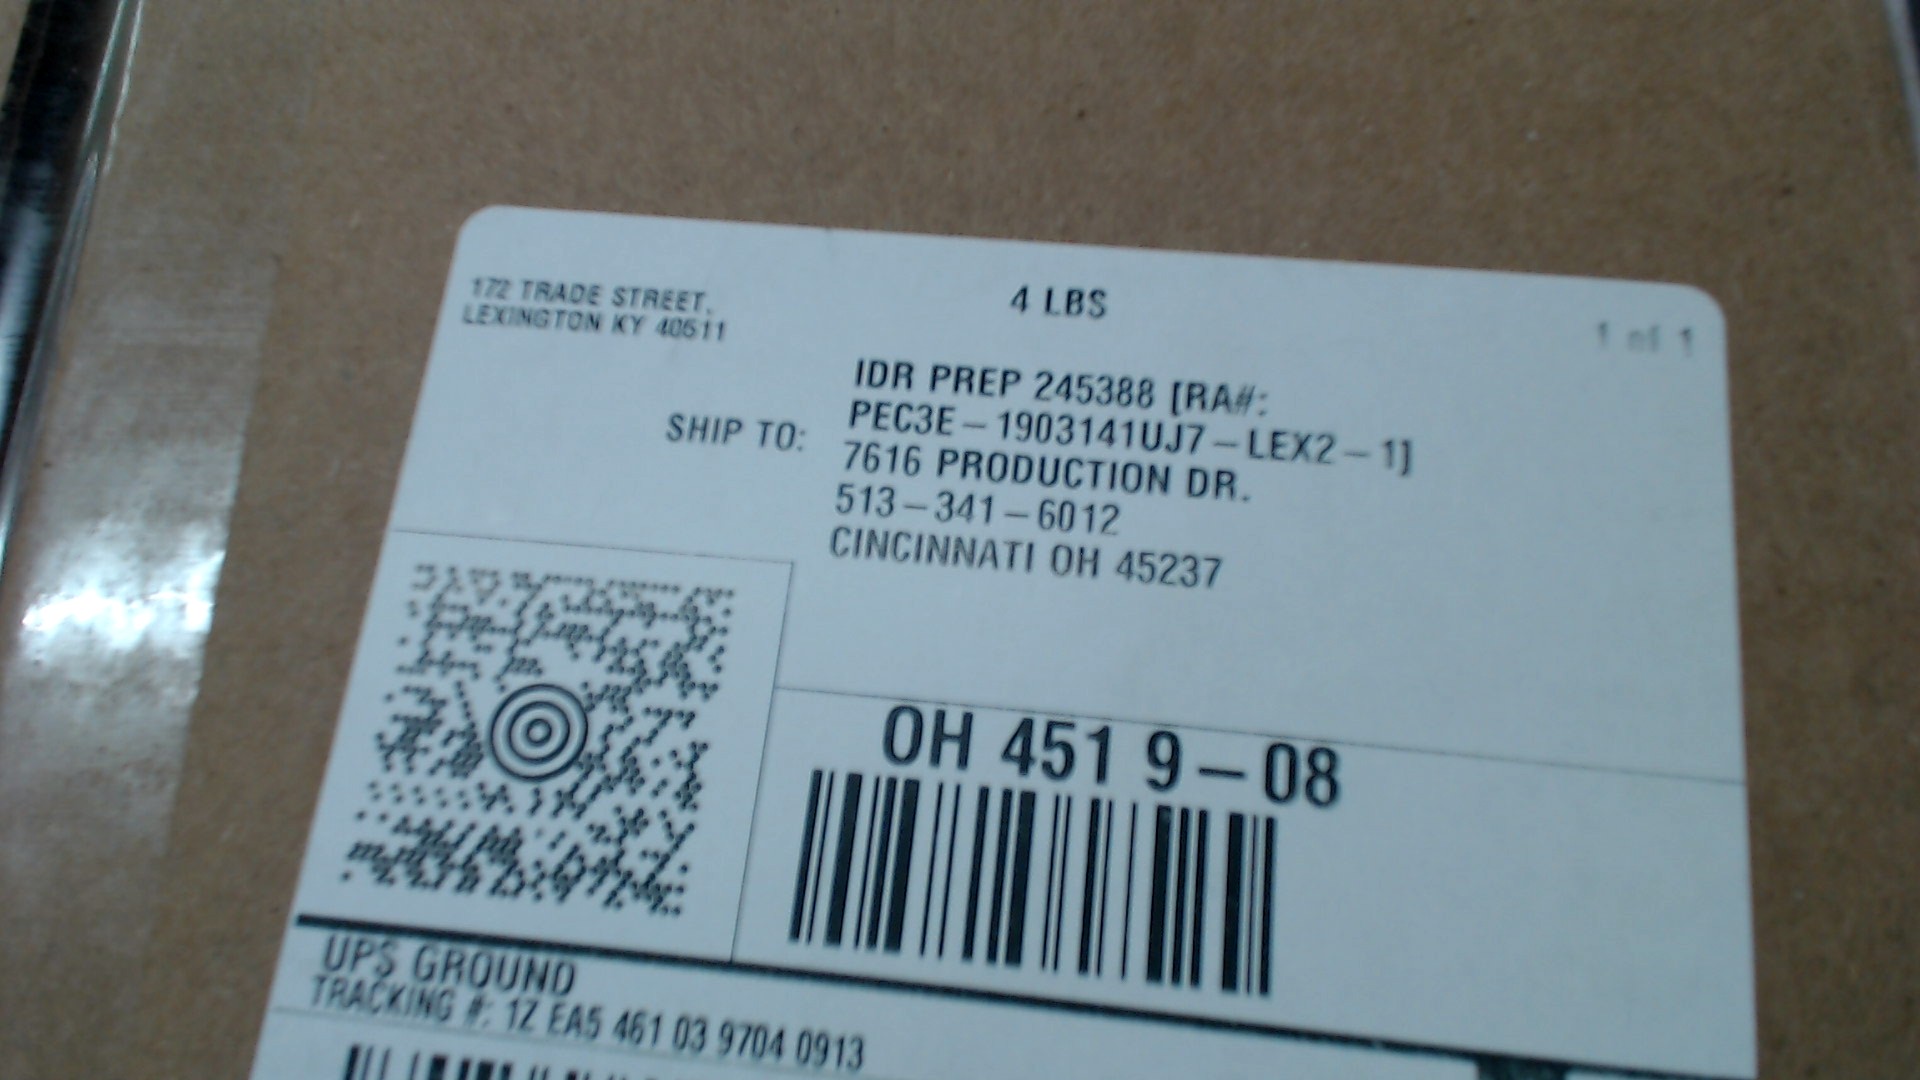 172 TRADE STREET,
LEXINGTON KY 40511
4 LBS
1 of 1
SHIP TO:
IDR PREP 245388 [RA#:
PEC3E-1903141UJ7-LEX2-1]
7616 PRODUCTION DR.
513-341-6012
CINCINNATI OH 45237
OH 451 9-08
UPS GROUND
TRACKING #: 1Z EA5 461 03 9704 0913